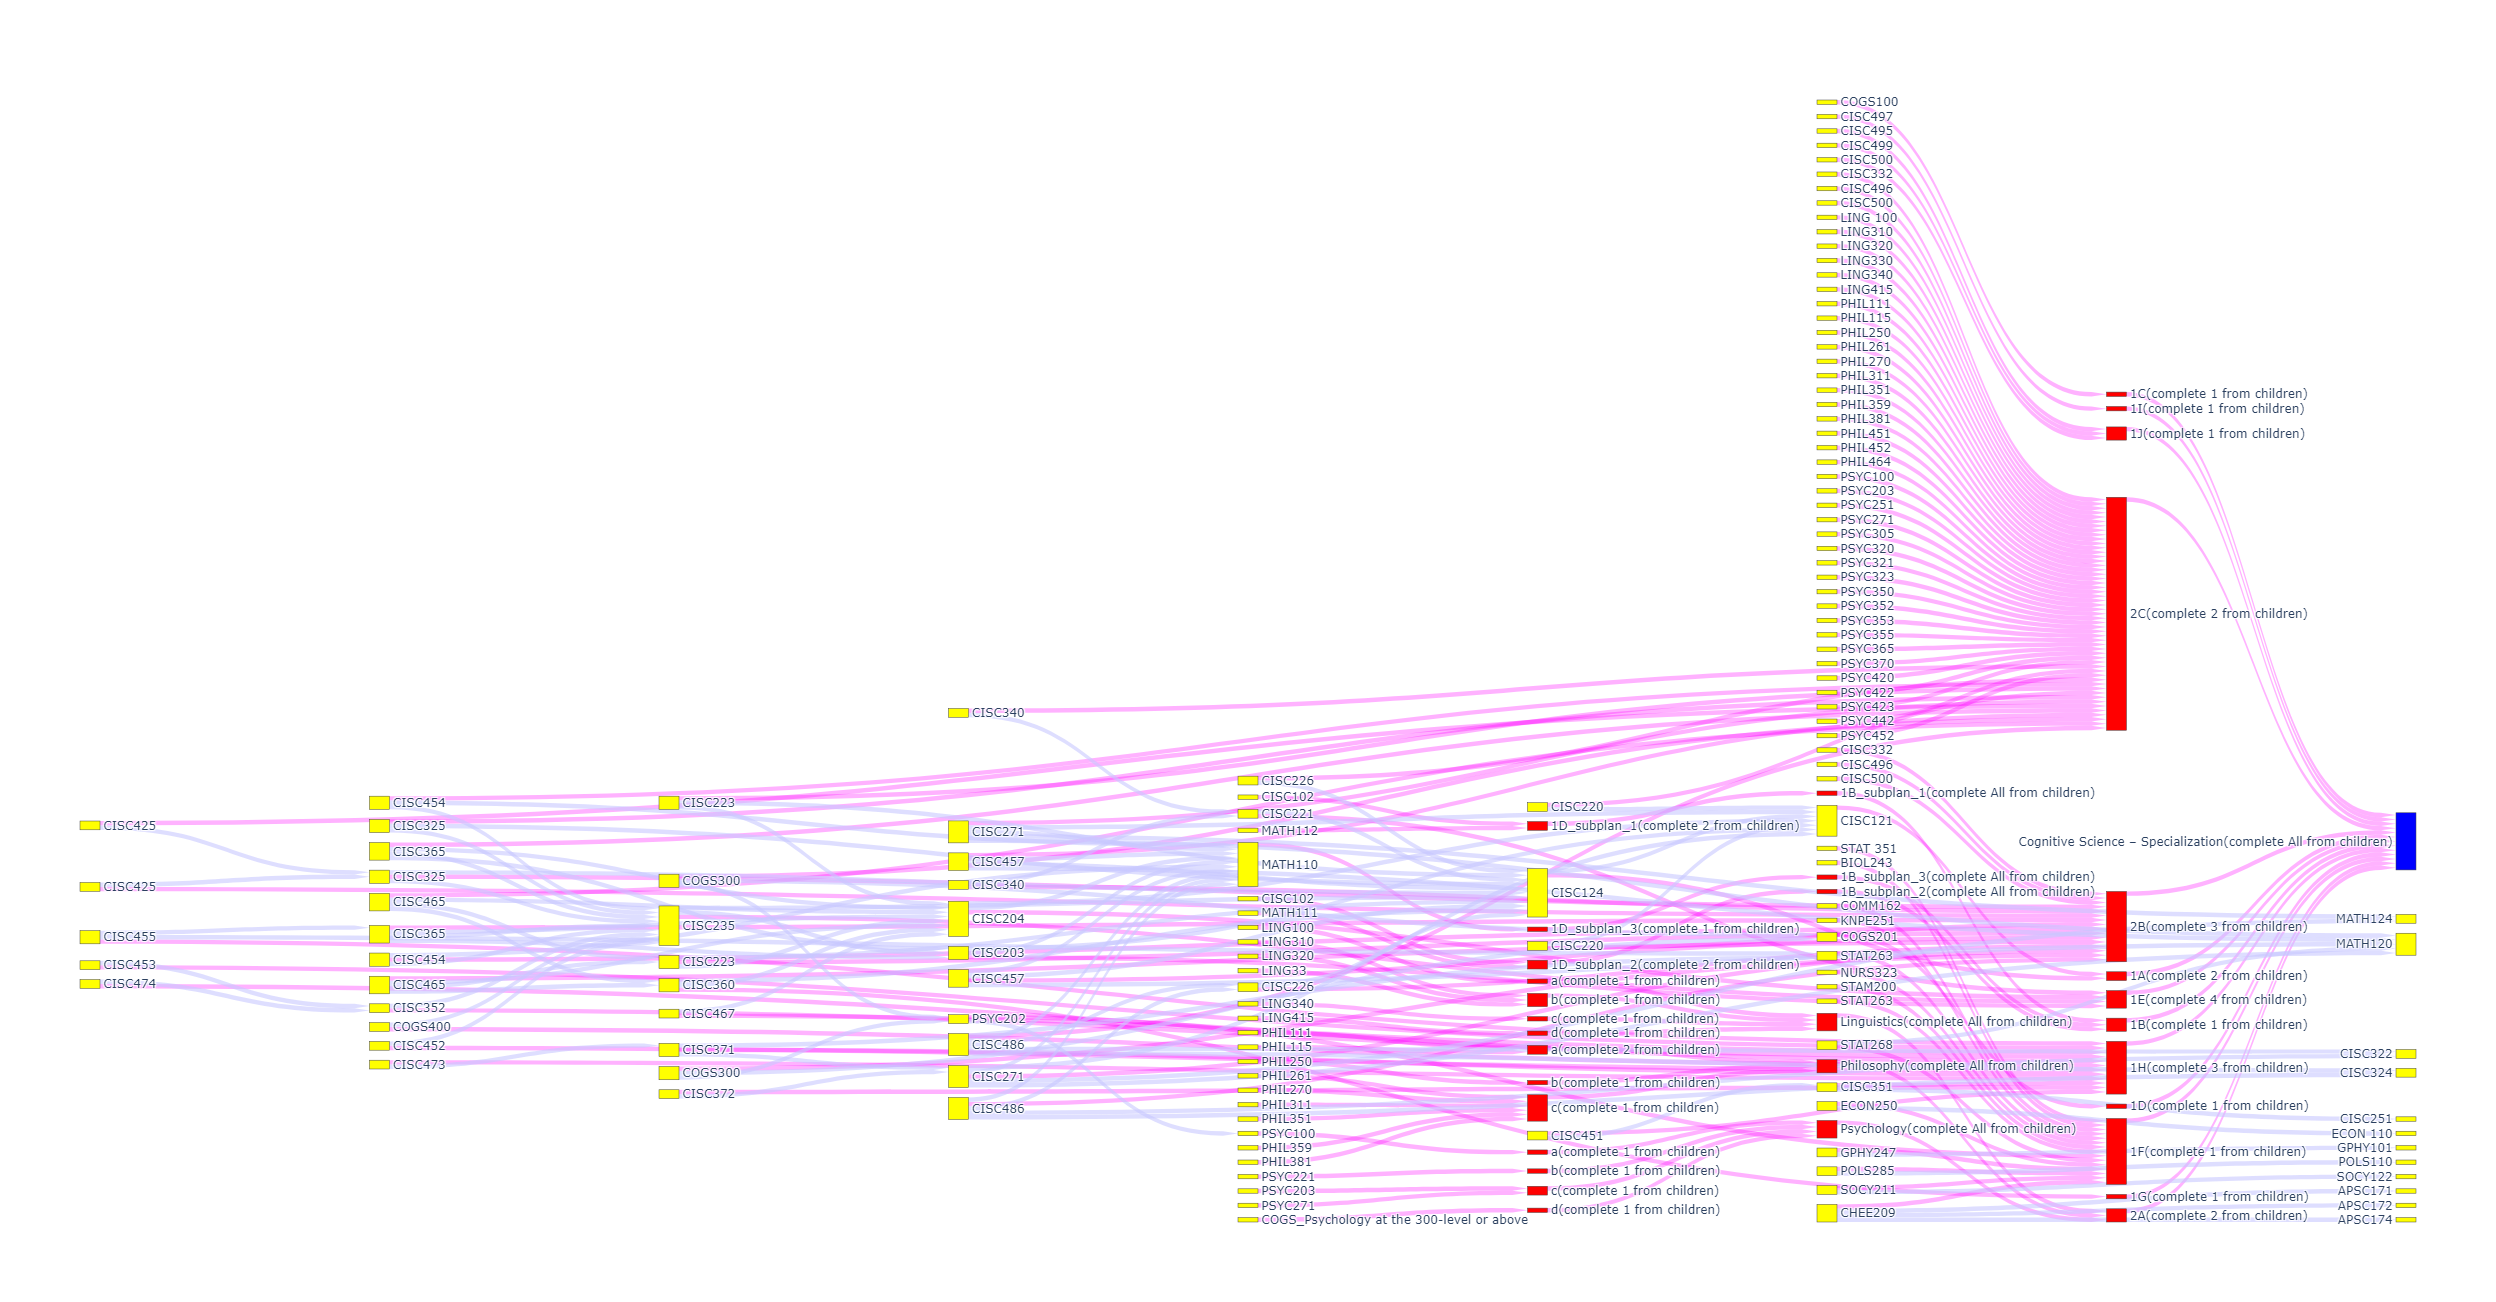 CISC425
CISC425
CISC455
CISC453
CISC474
CISC454
CISC325
CISC365
CISC325
CISC465
CISC365
CISC454
CISC465
CISC352
COGS400
CISC452
CISC473
CISC223
COGS300
CISC235
CISC223
CISC360
CISC467
CISC371
COGS300
CISC372
CISC340
CISC271
CISC457
CISC340
CISC204
CISC203
CISC457
PSYC202
CISC486
CISC271
CISC486
CISC226
CISC102
CISC221
MATH112
MATH110
CISC102
MATH111
LING100
LING310
LING320
LING33
CISC226
LING340
LING415
PHIL111
PHIL115
PHIL250
PHIL261
PHIL270
PHIL311
PHIL351
PSYC100
PHIL359
PHIL381
PSYC221
PSYC203
PSYC271
COGS_Psychology at the 300-level or above
CISC220
1D_subplan_1(complete 2 from children)
CISC124
1D_subplan_3(complete 1 from children)
CISC220
1D_subplan_2(complete 2 from children)
a(complete 1 from children)
b(complete 1 from children)
c(complete 1 from children)
d(complete 1 from children)
a(complete 2 from children)
b(complete 1 from children)
c(complete 1 from children)
CISC451
a(complete 1 from children)
b(complete 1 from children)
c(complete 1 from children)
d(complete 1 from children)
COGS100
CISC497
CISC495
CISC499
CISC500
CISC332
CISC496
CISC500
LING 100
LING310
LING320
LING330
LING340
LING415
PHIL111
PHIL115
PHIL250
PHIL261
PHIL270
PHIL311
PHIL351
PHIL359
PHIL381
PHIL451
PHIL452
PHIL464
PSYC100
PSYC203
PSYC251
PSYC271
PSYC305
PSYC320
PSYC321
PSYC323
PSYC350
PSYC352
PSYC353
PSYC355
PSYC365
PSYC370
PSYC420
PSYC422
PSYC423
PSYC442
PSYC452
CISC332
CISC496
CISC500
1B_subplan_1(complete All from children)
CISC121
STAT 351
BIOL243
1B_subplan_3(complete All from children)
1B_subplan_2(complete All from children)
COMM162
KNPE251
COGS201
STAT263
NURS323
STAM200
STAT263
Linguistics(complete All from children)
STAT268
Philosophy(complete All from children)
CISC351
ECON250
Psychology(complete All from children)
GPHY247
POLS285
SOCY211
CHEE209
1C(complete 1 from children)
1I(complete 1 from children)
1J(complete 1 from children)
2C(complete 2 from children)
2B(complete 3 from children)
1A(complete 2 from children)
1E(complete 4 from children)
1B(complete 1 from children)
1H(complete 3 from children)
1D(complete 1 from children)
1F(complete 1 from children)
1G(complete 1 from children)
2A(complete 2 from children)
Cognitive Science – Specialization(complete All from children)
MATH124
MATH120
CISC322
CISC324
CISC251
ECON 110
GPHY101
POLS110
SOCY122
APSC171
APSC172
APSC174